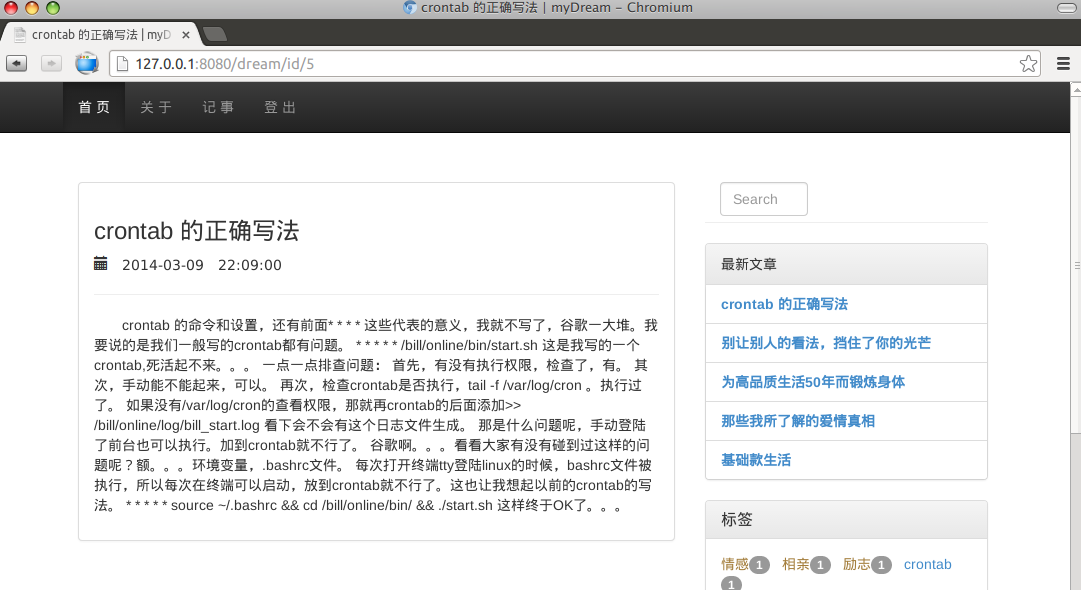 crontab 的正确写法 | myDream - Chromium
crontab 的正确写法 | myD
127.0.0.1:8080/dream/id/5
首 页 关 于 记 事 登 出
crontab 的正确写法
2014-03-09 22:09:00
crontab 的命令和设置，还有前面* * * * 这些代表的意义，我就不写了，谷歌一大堆。我
要说的是我们一般写的crontab都有问题。 * * * * * /bill/online/bin/start.sh 这是我写的一个
crontab,死活起不来。。。 一点一点排查问题： 首先，有没有执行权限，检查了，有。 其
次，手动能不能起来，可以。 再次，检查crontab是否执行，tail -f /var/log/cron 。执行过
了。 如果没有/var/log/cron的查看权限，那就再crontab的后面添加>>
/bill/online/log/bill_start.log 看下会不会有这个日志文件生成。 那是什么问题呢，手动登陆
了前台也可以执行。加到crontab就不行了。 谷歌啊。。。看看大家有没有碰到过这样的问
题呢？额。。。环境变量，.bashrc文件。 每次打开终端tty登陆linux的时候，bashrc文件被
执行，所以每次在终端可以启动，放到crontab就不行了。这也让我想起以前的crontab的写
法。 * * * * * source ~/.bashrc && cd /bill/online/bin/ && ./start.sh 这样终于OK了。。。
Search
最新文章
crontab 的正确写法
别让别人的看法，挡住了你的光芒
为高品质生活50年而锻炼身体
那些我所了解的爱情真相
基础款生活
标签
情感 1 相亲 1 励志 1 crontab
1